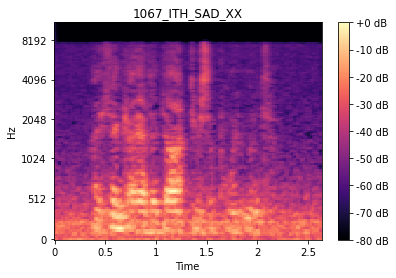 1067_ITH_SAD_XX
8192
4096
2048
1024
512
0
Hz
0
0.5
1
1.5
2
2.5
Time
+0 dB
-10 dB
-20 dB
-30 dB
-40 dB
-50 dB
-60 dB
-70 dB
-80 dB